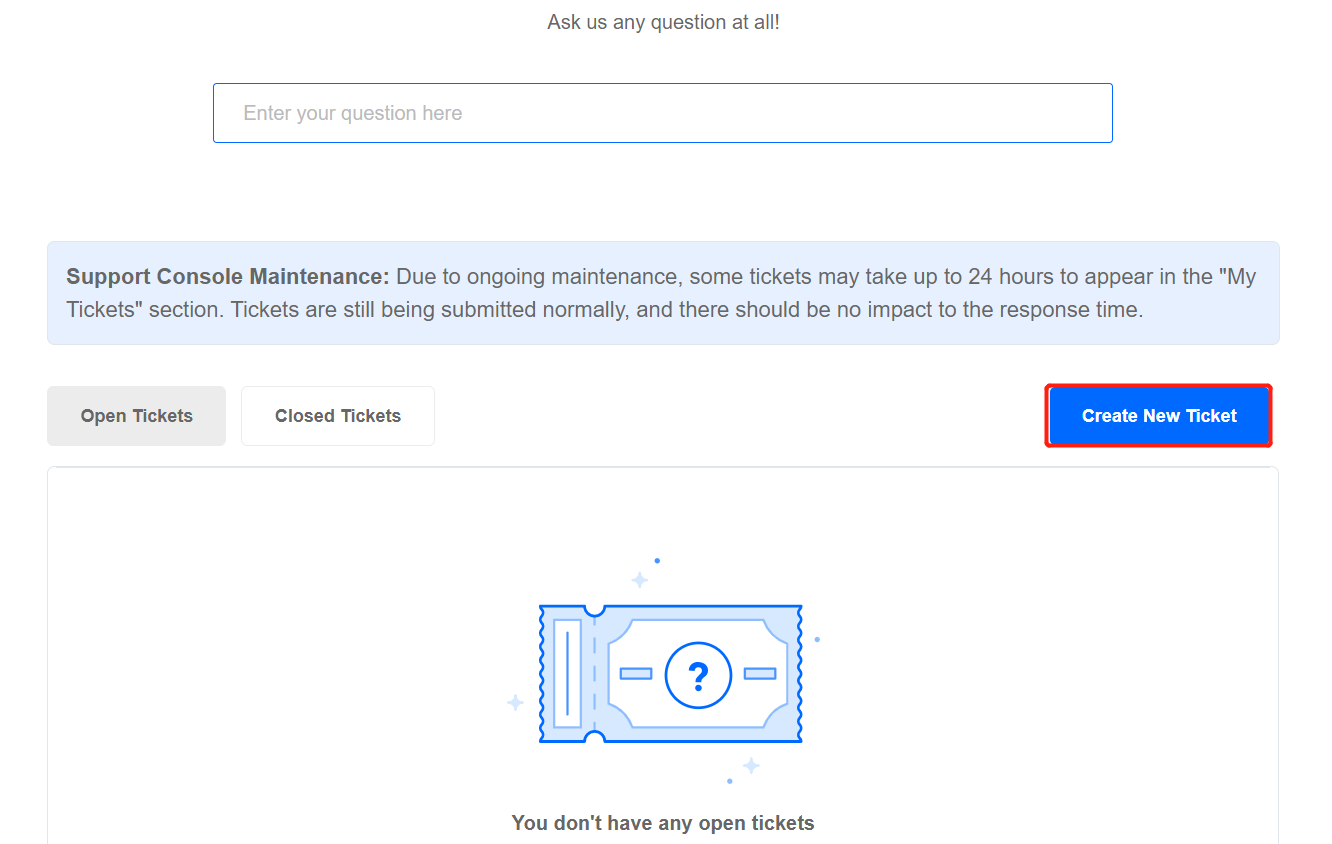 Ask us any question at all!
Enter your question here
Support Console Maintenance: Due to ongoing maintenance, some tickets may take up to 24 hours to appear in the "My
Tickets" section. Tickets are still being submitted normally, and there should be no impact to the response time.
Open Tickets
Closed Tickets
Create New Ticket
?
You don't have any open tickets